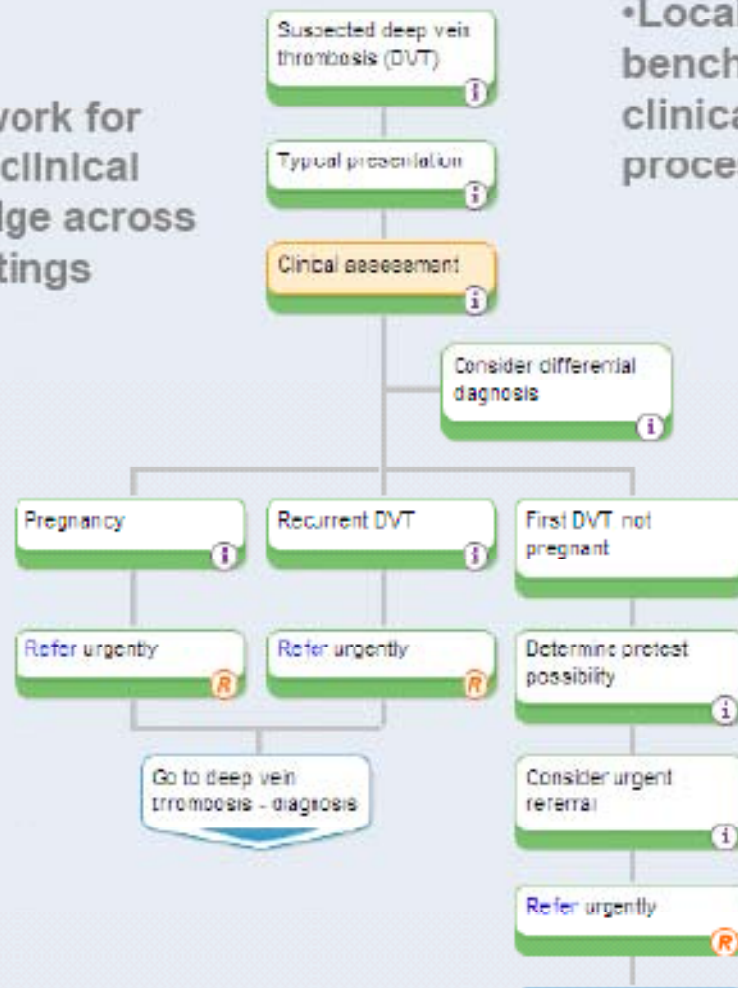 Suspected deep vein
thrombosis (DVT)
i
•Local
bench
clinica
proce
work for
clinical
dge across
tings
Typical presentation
i
Clinical assessment
i
Consider differential
diagnosis
i
Pregnancy
i
Recurrent DVT
i
First DVT not
pregnant
Refer urgently
R
Refer urgently
R
Determine pretest
possibility
i
Go to deep vein
thrombosis - diagnosis
Consider urgent
referral
i
Refer urgently
R